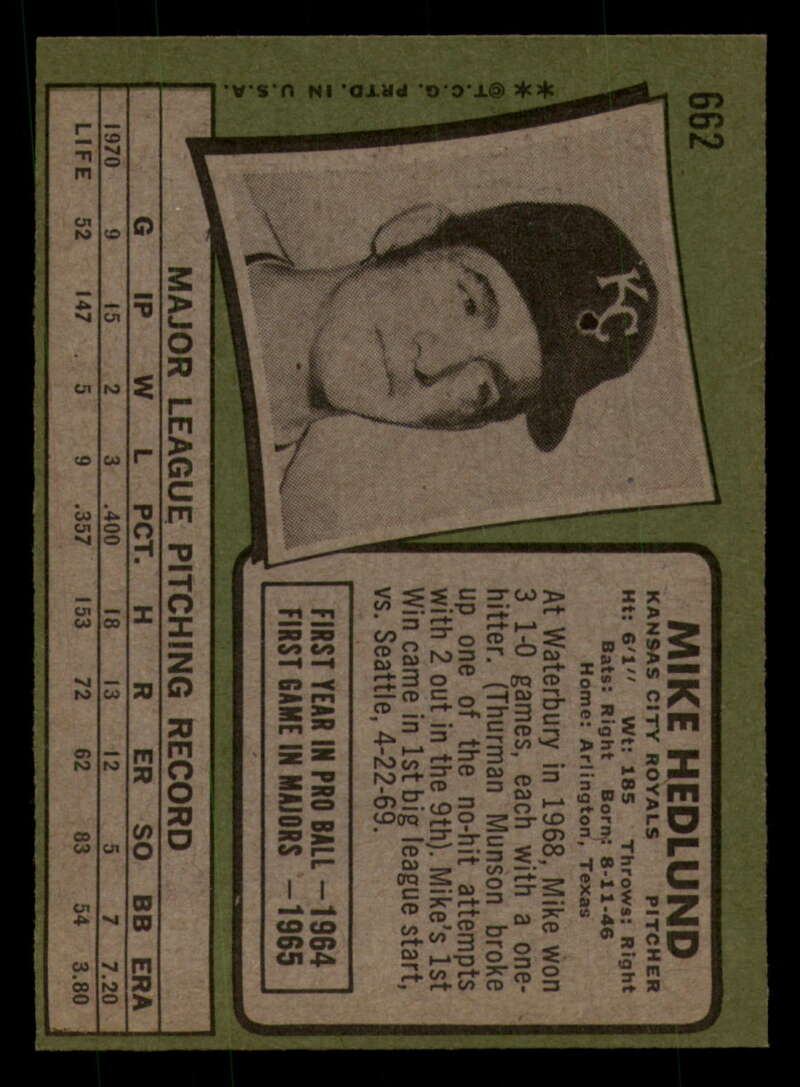 662
KC
MIKE HEDLUND
KANSAS CITY ROYALS PITCHER
Ht: 6'1" Wt: 185 Throws: Right
Bats: Right Born: 8-11-46
Home: Arlington, Texas
At Waterbury in 1968, Mike won
3 1-0 games, each with a one-
hitter. (Thurman Munson broke
up one of the no-hit attempts
with 2 out in the 9th). Mike's 1st
Win came in 1st big league start,
vs. Seattle, 4-22-69.
FIRST YEAR IN PRO BALL —1964
FIRST GAME IN MAJORS —1965
**©T.C.G. PRTD. IN U.S.A.
MAJOR LEAGUE PITCHING RECORD
G IP W L PCT. H R ER SO BB ERA
1970 9 15 2 3 .400 18 13 12 5 7 7.20
LIFE 52 147 5 9 .357 153 72 62 83 54 3.80